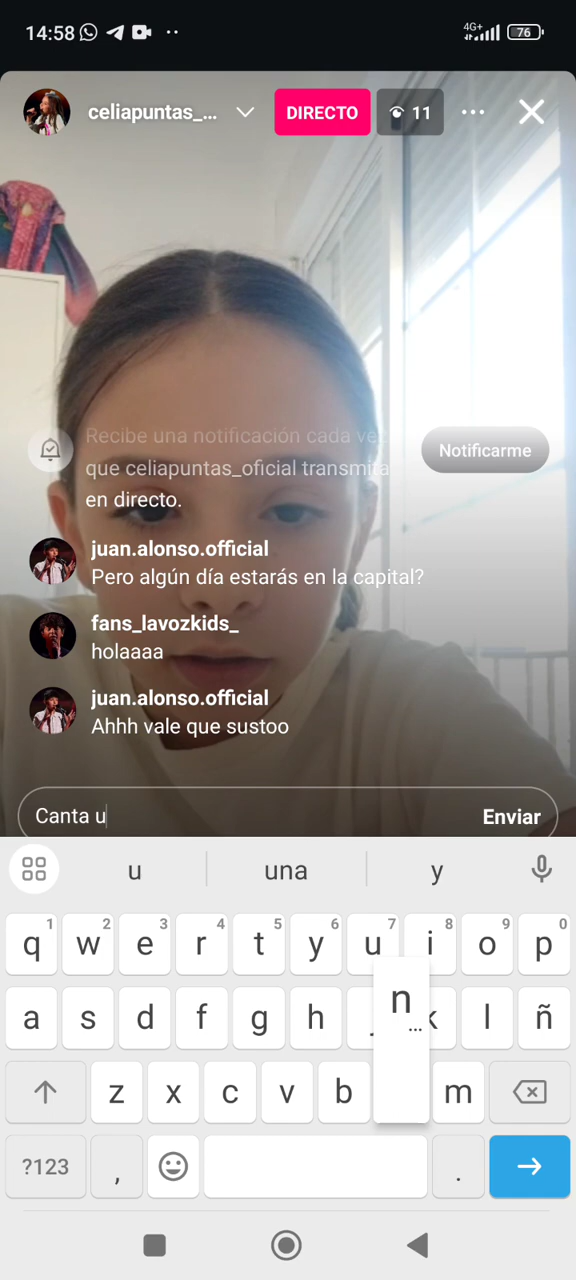 14:58
4G+
76
celiapuntas_...
DIRECTO
11
Recibe una notificación cada vez
que celiapuntas_oficial transmita
en directo.
Notificarme
juan.alonso.official
Pero algún día estarás en la capital?
fans_lavozkids_
holaaaa
juan.alonso.official
Ahhh vale que sustoo
Canta u
Enviar
u una y
1 2 3 4 5 6 7 8 9 0
q w e r t y u i o p
a s d f g h k l ñ
n
...
z x c v b m
?123 , .